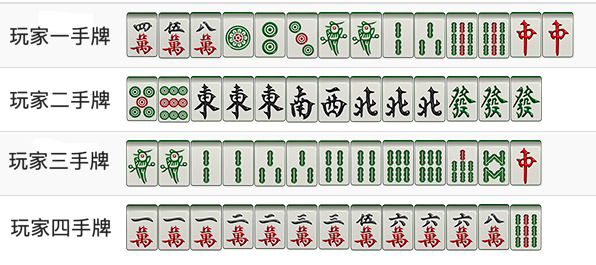 玩家一手牌 四萬 伍萬 八萬 中 中
玩家二手牌 東 東 東 南 西 北 北 北 發 發 發
玩家三手牌 中
玩家四手牌 一萬 一萬 一萬 二萬 二萬 三萬 三萬 伍萬 六萬 六萬 六萬 八萬